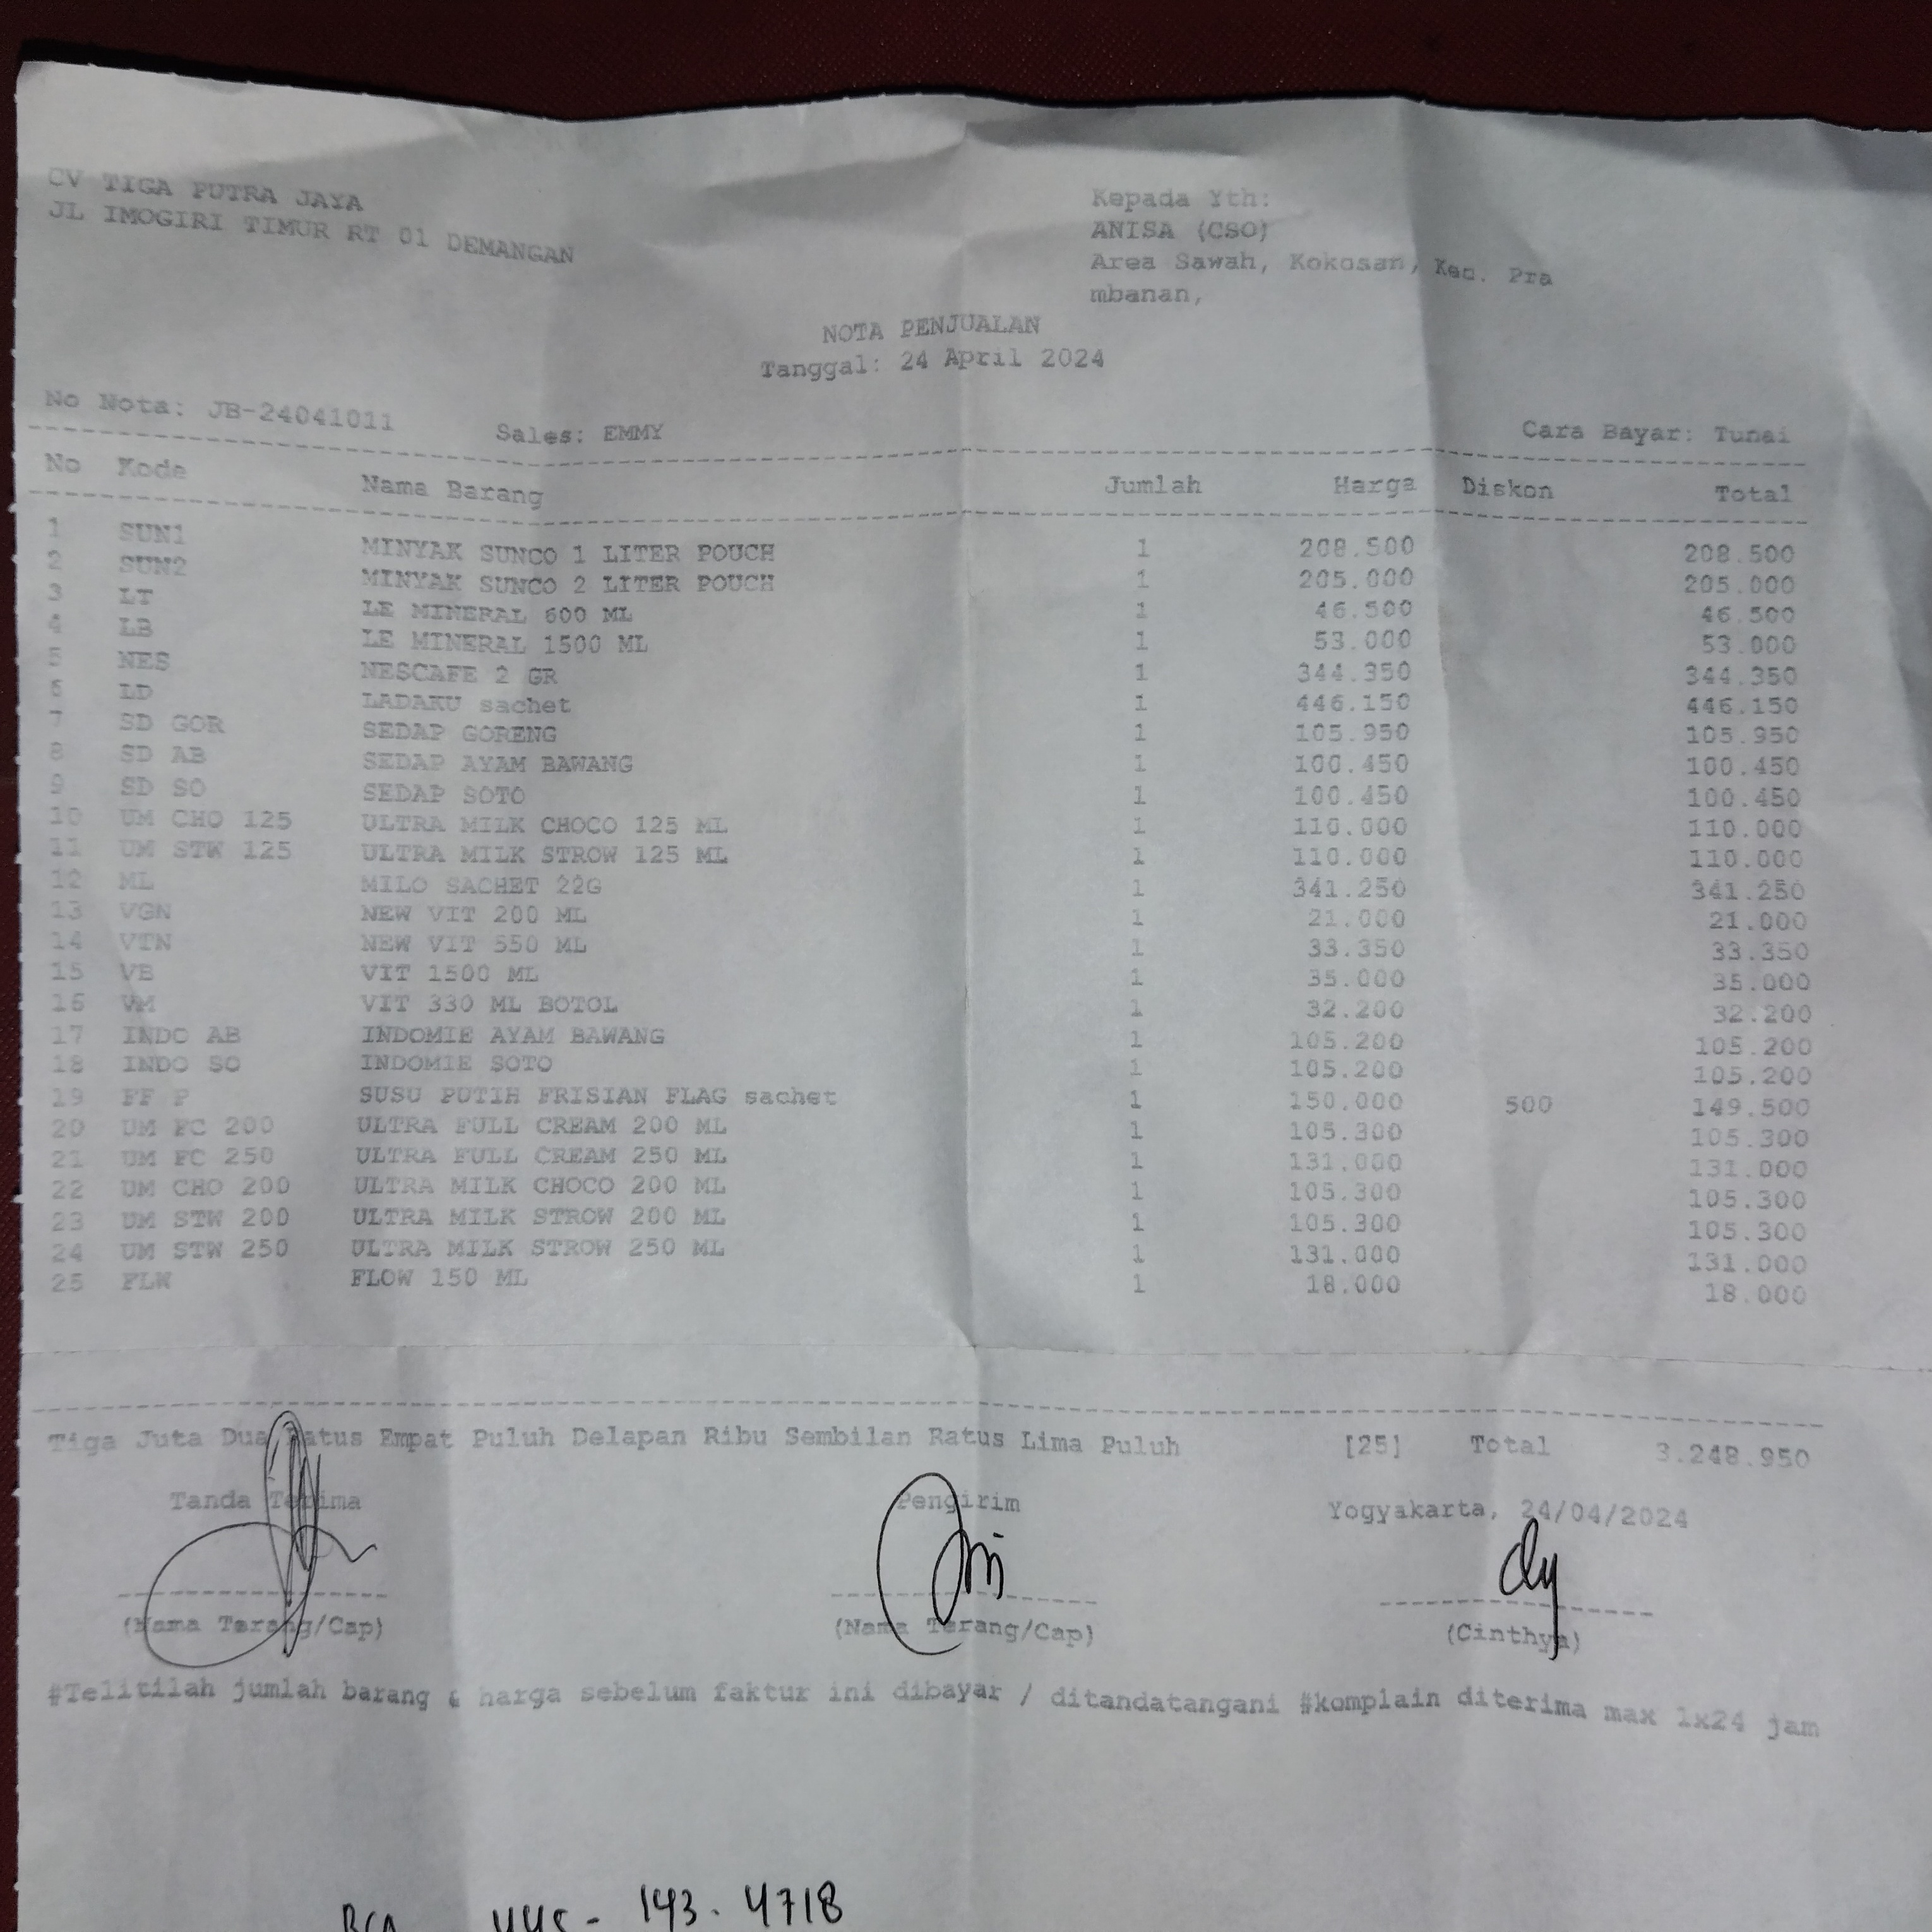 CV TIGA PUTRA JAYA
JL IMOGIRI TIMUR RT 01 DEMANGAN
Kepada Yth:
ANISA (CSO)
Area Sawah, Kokosan, Kec. Pra
mbanan,
NOTA PENJUALAN
Tanggal: 24 April 2024
No Nota: JB-24041011 Sales: EMMY Cara Bayar: Tunai
No Kode Nama Barang Jumlah Harga Diskon Total
1 SUN1 MINYAK SUNCO 1 LITER POUCH 1 208.500 208.500
2 SUN2 MINYAK SUNCO 2 LITER POUCH 1 205.000 205.000
3 LT LE MINERAL 600 ML 1 46.500 46.500
4 LB LE MINERAL 1500 ML 1 53.000 53.000
5 NES NESCAFE 2 GR 1 344.350 344.350
6 LD LADAKU sachet 1 446.150 446.150
7 SD GOR SEDAP GORENG 1 105.950 105.950
8 SD AB SEDAP AYAM BAWANG 1 100.450 100.450
9 SD SO SEDAP SOTO 1 100.450 100.450
10 UM CHO 125 ULTRA MILK CHOCO 125 ML 1 110.000 110.000
11 UM STW 125 ULTRA MILK STROW 125 ML 1 110.000 110.000
12 ML MILO SACHET 22G 1 341.250 341.250
13 VGN NEW VIT 200 ML 1 21.000 21.000
14 VTN NEW VIT 550 ML 1 33.350 33.350
15 VB VIT 1500 ML 1 35.000 35.000
16 VM VIT 330 ML BOTOL 1 32.200 32.200
17 INDO AB INDOMIE AYAM BAWANG 1 105.200 105.200
18 INDO SO INDOMIE SOTO 1 105.200 105.200
19 FF P SUSU PUTIH FRISIAN FLAG sachet 1 150.000 500 149.500
20 UM FC 200 ULTRA FULL CREAM 200 ML 1 105.300 105.300
21 UM FC 250 ULTRA FULL CREAM 250 ML 1 131.000 131.000
22 UM CHO 200 ULTRA MILK CHOCO 200 ML 1 105.300 105.300
23 UM STW 200 ULTRA MILK STROW 200 ML 1 105.300 105.300
24 UM STW 250 ULTRA MILK STROW 250 ML 1 131.000 131.000
25 FLW FLOW 150 ML 1 18.000 18.000
Tiga Juta Dua Ratus Empat Puluh Delapan Ribu Sembilan Ratus Lima Puluh [25] Total 3.248.950
Tanda Terima Pengirim Yogyakarta, 24/04/2024
(Nama Terang/Cap) (Nama Terang/Cap) (Cinthya)
#Telitilah jumlah barang & harga sebelum faktur ini dibayar / ditandatangani #komplain diterima max 1x24 jam
BCA 445 - 143 . 4718